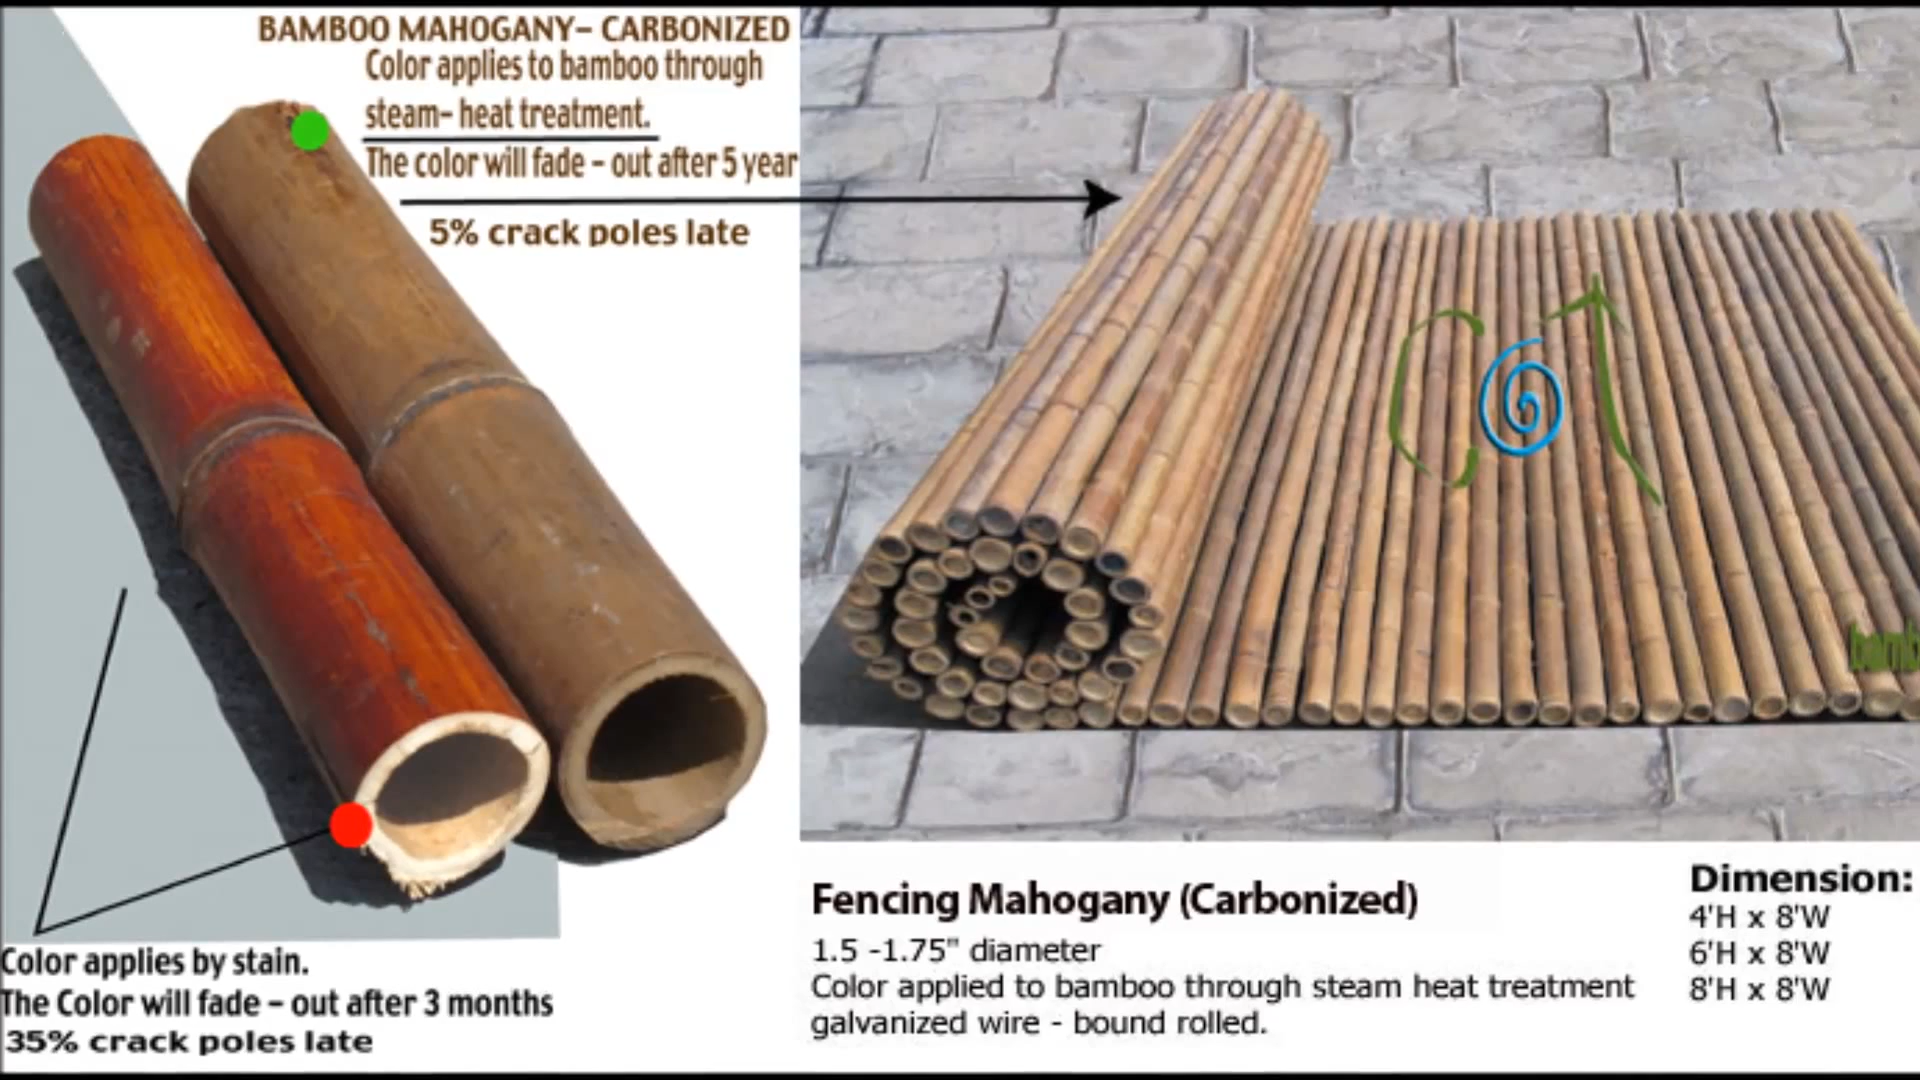 BAMBOO MAHOGANY– CARBONIZED
Color applies to bamboo through
steam– heat treatment.
The color will fade – out after 5 year
5% crack poles late
Color applies by stain.
The Color will fade – out after 3 months
35% crack poles late
bamb
Fencing Mahogany (Carbonized)
1.5 -1.75" diameter
Color applied to bamboo through steam heat treatment
galvanized wire - bound rolled.
Dimension:
4'H x 8'W
6'H x 8'W
8'H x 8'W